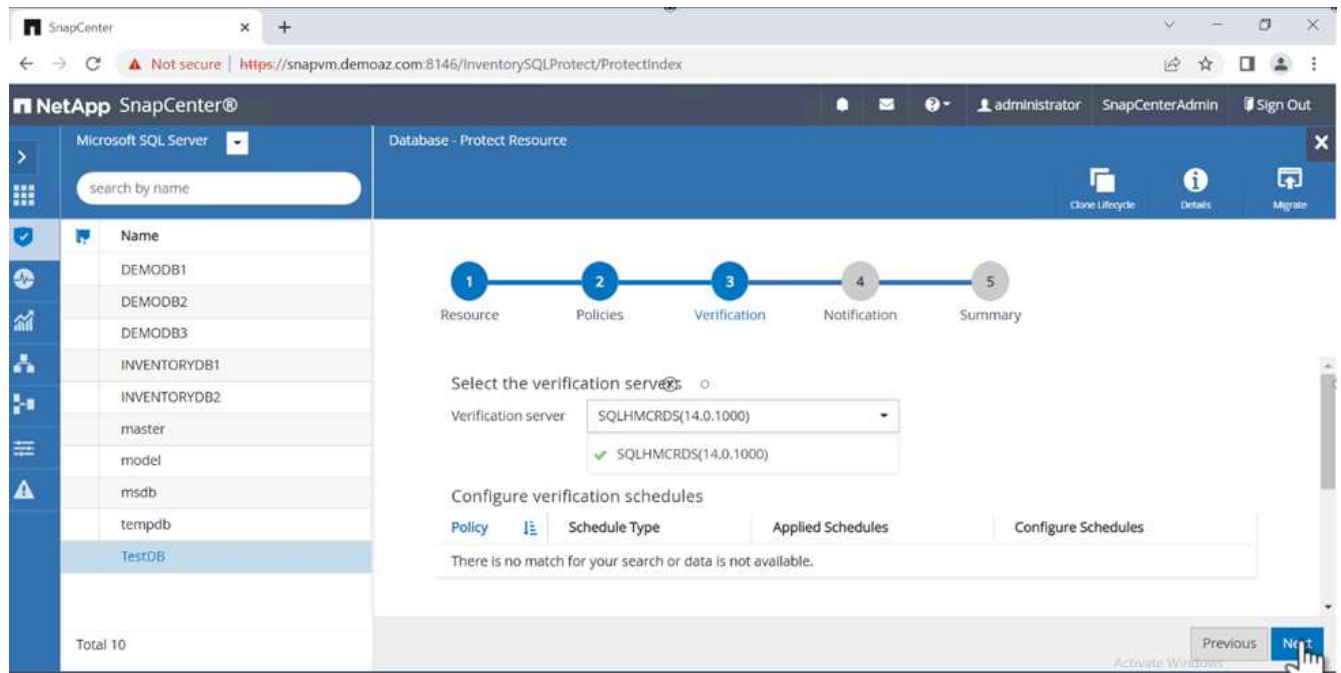 SnapCenter
Not secure | https://snapvm.demoaz.com:8146/InventorySQLProtect/ProtectIndex
NetApp SnapCenter®
administrator SnapCenterAdmin Sign Out
Microsoft SQL Server
Database - Protect Resource
search by name
Clone Lifecycle Details Migrate
Name
DEMODB1
DEMODB2
DEMODB3
INVENTORYDB1
INVENTORYDB2
master
model
msdb
tempdb
TestDB
Total 10
1 2 3 4 5
Resource Policies Verification Notification Summary
Select the verification servers
Verification server SQLHMCRDS(14.0.1000)
SQLHMCRDS(14.0.1000)
Configure verification schedules
Policy Schedule Type Applied Schedules Configure Schedules
There is no match for your search or data is not available.
Previous Next
Activate Windows